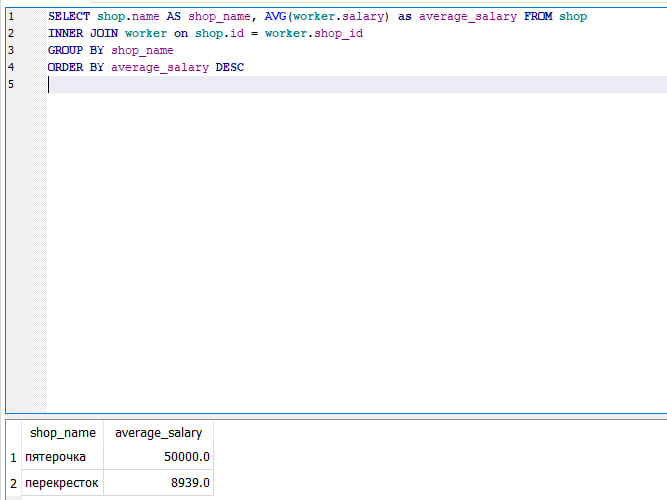 1 SELECT shop.name AS shop_name, AVG(worker.salary) as average_salary FROM shop
2 INNER JOIN worker on shop.id = worker.shop_id
3 GROUP BY shop_name
4 ORDER BY average_salary DESC
5
shop_name average_salary
1 пятерочка 50000.0
2 перекресток 8939.0